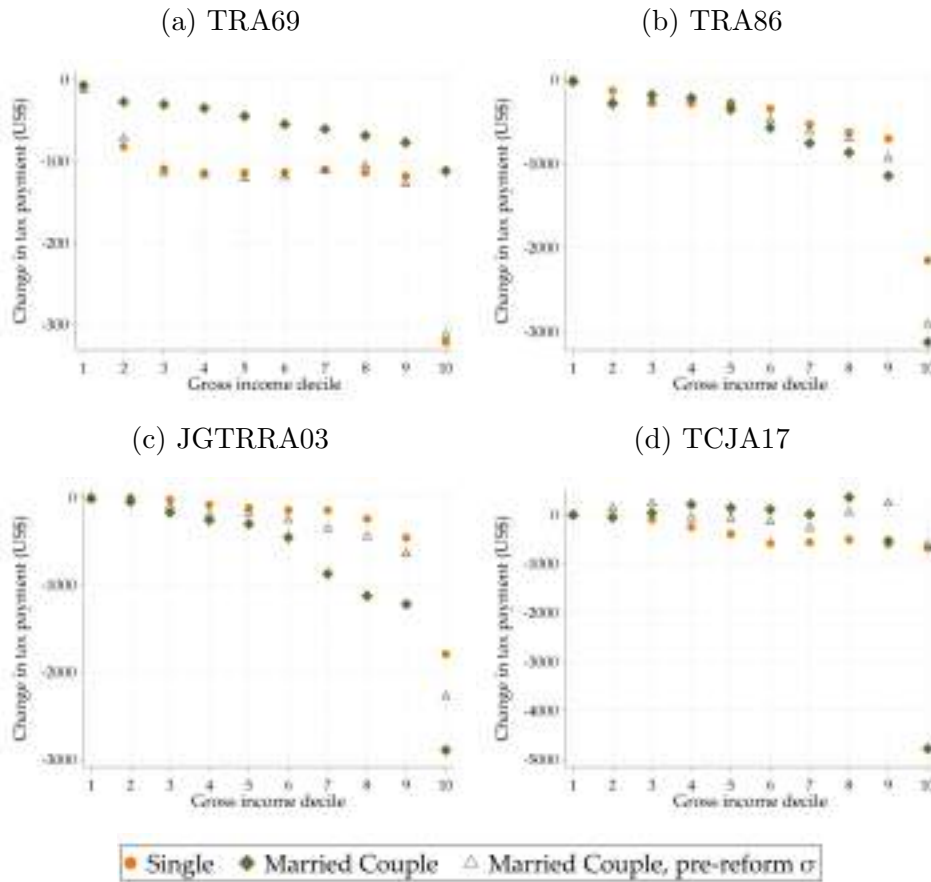 (a) TRA69
(b) TRA86
Change in tax payment (US$)
0
-100
-200
-300
1 2 3 4 5 6 7 8 9 10
Gross income decile
Change in tax payment (US$)
0
-1000
-2000
-3000
1 2 3 4 5 6 7 8 9 10
Gross income decile
(c) JGTRRA03
(d) TCJA17
Change in tax payment (US$)
0
-1000
-2000
-3000
1 2 3 4 5 6 7 8 9 10
Gross income decile
Change in tax payment (US$)
0
-1000
-2000
-3000
-4000
-5000
1 2 3 4 5 6 7 8 9 10
Gross income decile
Single Married Couple Married Couple, pre-reform σ